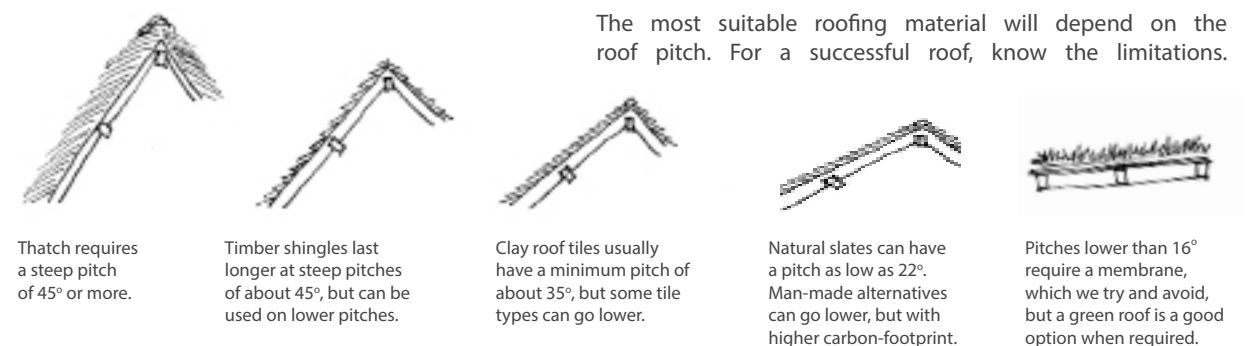 The most suitable roofing material will depend on the
roof pitch. For a successful roof, know the limitations.
Thatch requires
a steep pitch
of 45° or more.
Timber shingles last
longer at steep pitches
of about 45°, but can be
used on lower pitches.
Clay roof tiles usually
have a minimum pitch of
about 35°, but some tile
types can go lower.
Natural slates can have
a pitch as low as 22°.
Man-made alternatives
can go lower, but with
higher carbon-footprint.
Pitches lower than 16°
require a membrane,
which we try and avoid,
but a green roof is a good
option when required.